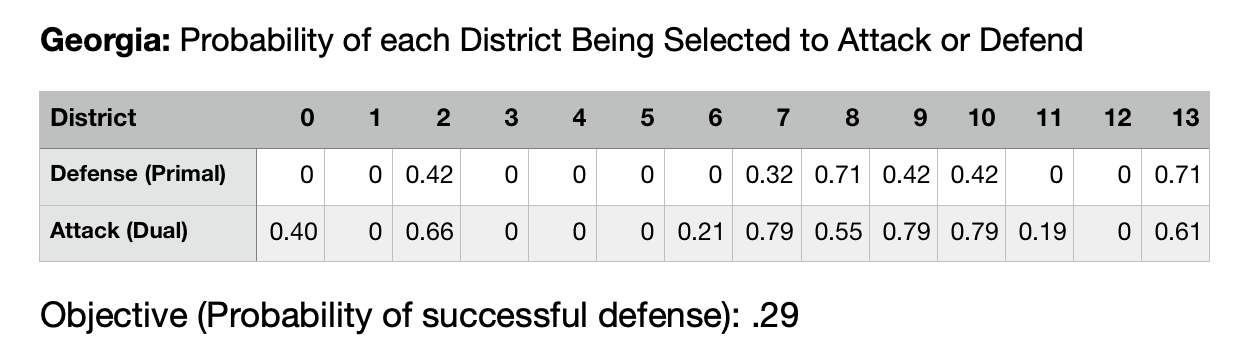 Georgia: Probability of each District Being Selected to Attack or Defend
District 0 1 2 3 4 5 6 7 8 9 10 11 12 13
Defense (Primal) 0 0 0.42 0 0 0 0 0.32 0.71 0.42 0.42 0 0 0.71
Attack (Dual) 0.40 0 0.66 0 0 0 0.21 0.79 0.55 0.79 0.79 0.19 0 0.61
Objective (Probability of successful defense): .29